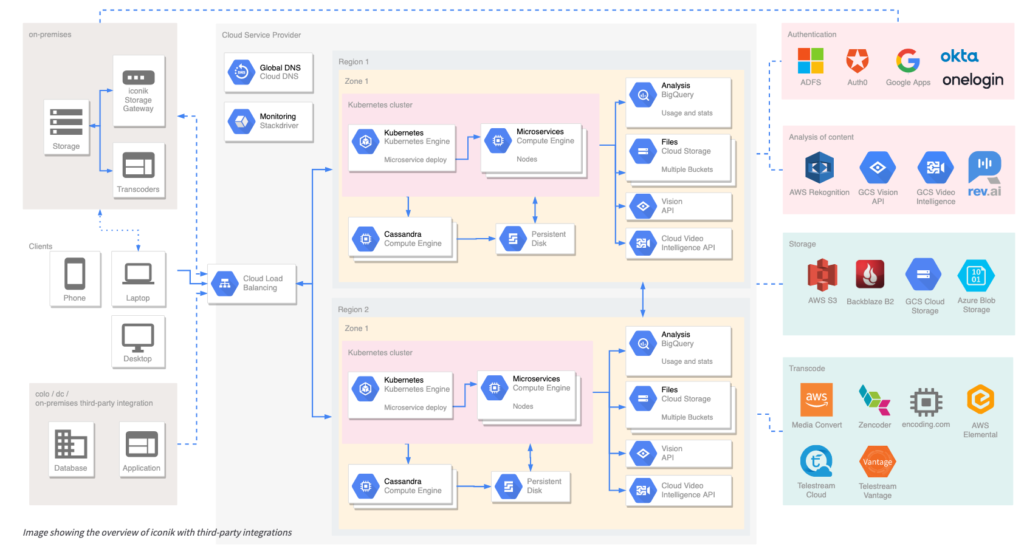 on-premises
Storage
iconik
Storage
Gateway
Transcoders
Clients
Phone
Laptop
Desktop
colo / dc /
on-premises third-party integration
Database
Application
Cloud Service Provider
Global DNS
Cloud DNS
Monitoring
Stackdriver
Cloud Load
Balancing
Region 1
Zone 1
Kubernetes cluster
Kubernetes
Kubernetes Engine
Microservice deploy
Microservices
Compute Engine
Nodes
Cassandra
Compute Engine
Persistent
Disk
Analysis
BigQuery
Usage and stats
Files
Cloud Storage
Multiple Buckets
Vision
API
Cloud Video
Intelligence API
Region 2
Zone 1
Kubernetes cluster
Kubernetes
Kubernetes Engine
Microservice deploy
Microservices
Compute Engine
Nodes
Cassandra
Compute Engine
Persistent
Disk
Analysis
BigQuery
Usage and stats
Files
Cloud Storage
Multiple Buckets
Vision
API
Cloud Video
Intelligence API
Authentication
ADFS
Auth0
Google Apps
okta
onelogin
Analysis of content
AWS Rekognition
GCS Vision
API
GCS Video
Intelligence
rev.ai
Storage
AWS S3
Backblaze B2
GCS Cloud
Storage
10
01
Azure Blob
Storage
Transcode
aws
Media Convert
Zencoder
encoding.com
AWS
Elemental
Telestream
Cloud
Vantage
Telestream
Vantage
Image showing the overview of iconik with third-party integrations